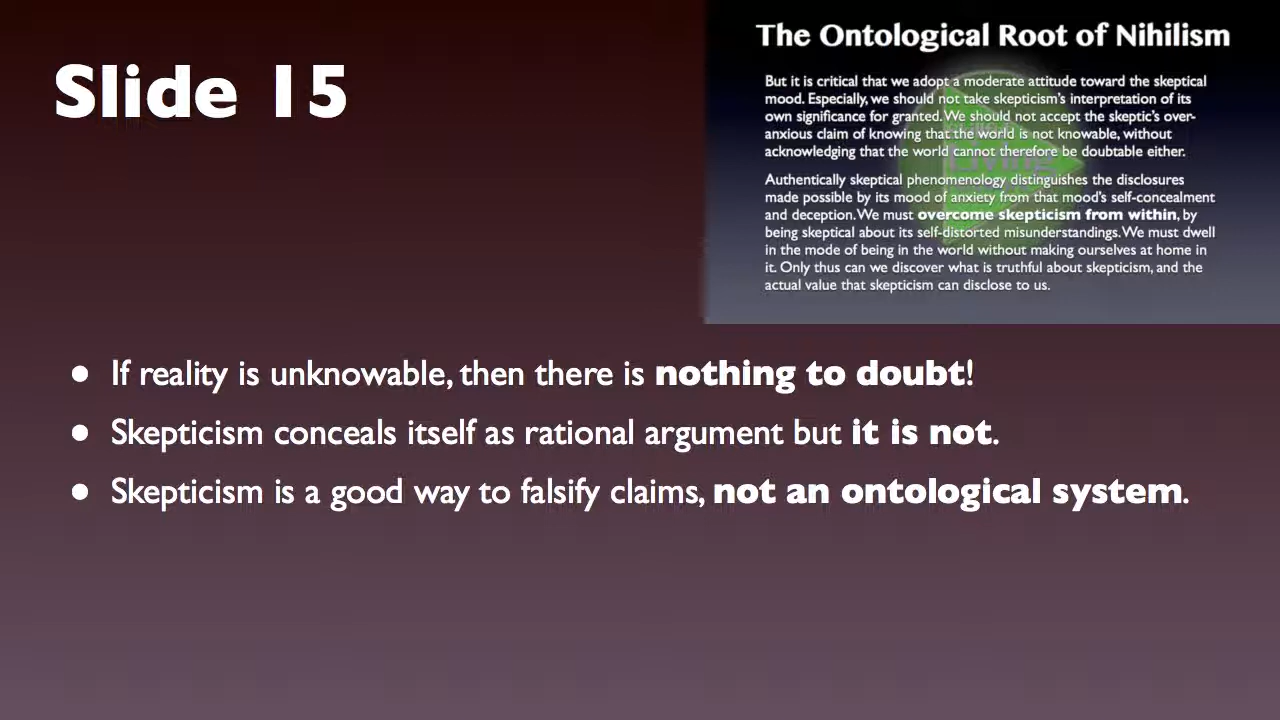 Slide 15
The Ontological Root of Nihilism
But it is critical that we adopt a moderate attitude toward the skeptical
mood. Especially, we should not take skepticism's interpretation of its
own significance for granted. We should not accept the skeptic's over-
anxious claim of knowing that the world is not knowable, without
acknowledging that the world cannot therefore be doubtable either.
Authentically skeptical phenomenology distinguishes the disclosures
made possible by its mood of anxiety from that mood's self-concealment
and deception. We must overcome skepticism from within, by
being skeptical about its self-distorted misunderstandings. We must dwell
in the mode of being in the world without making ourselves at home in
it. Only thus can we discover what is truthful about skepticism, and the
actual value that skepticism can disclose to us.
● If reality is unknowable, then there is nothing to doubt!
● Skepticism conceals itself as rational argument but it is not.
● Skepticism is a good way to falsify claims, not an ontological system.